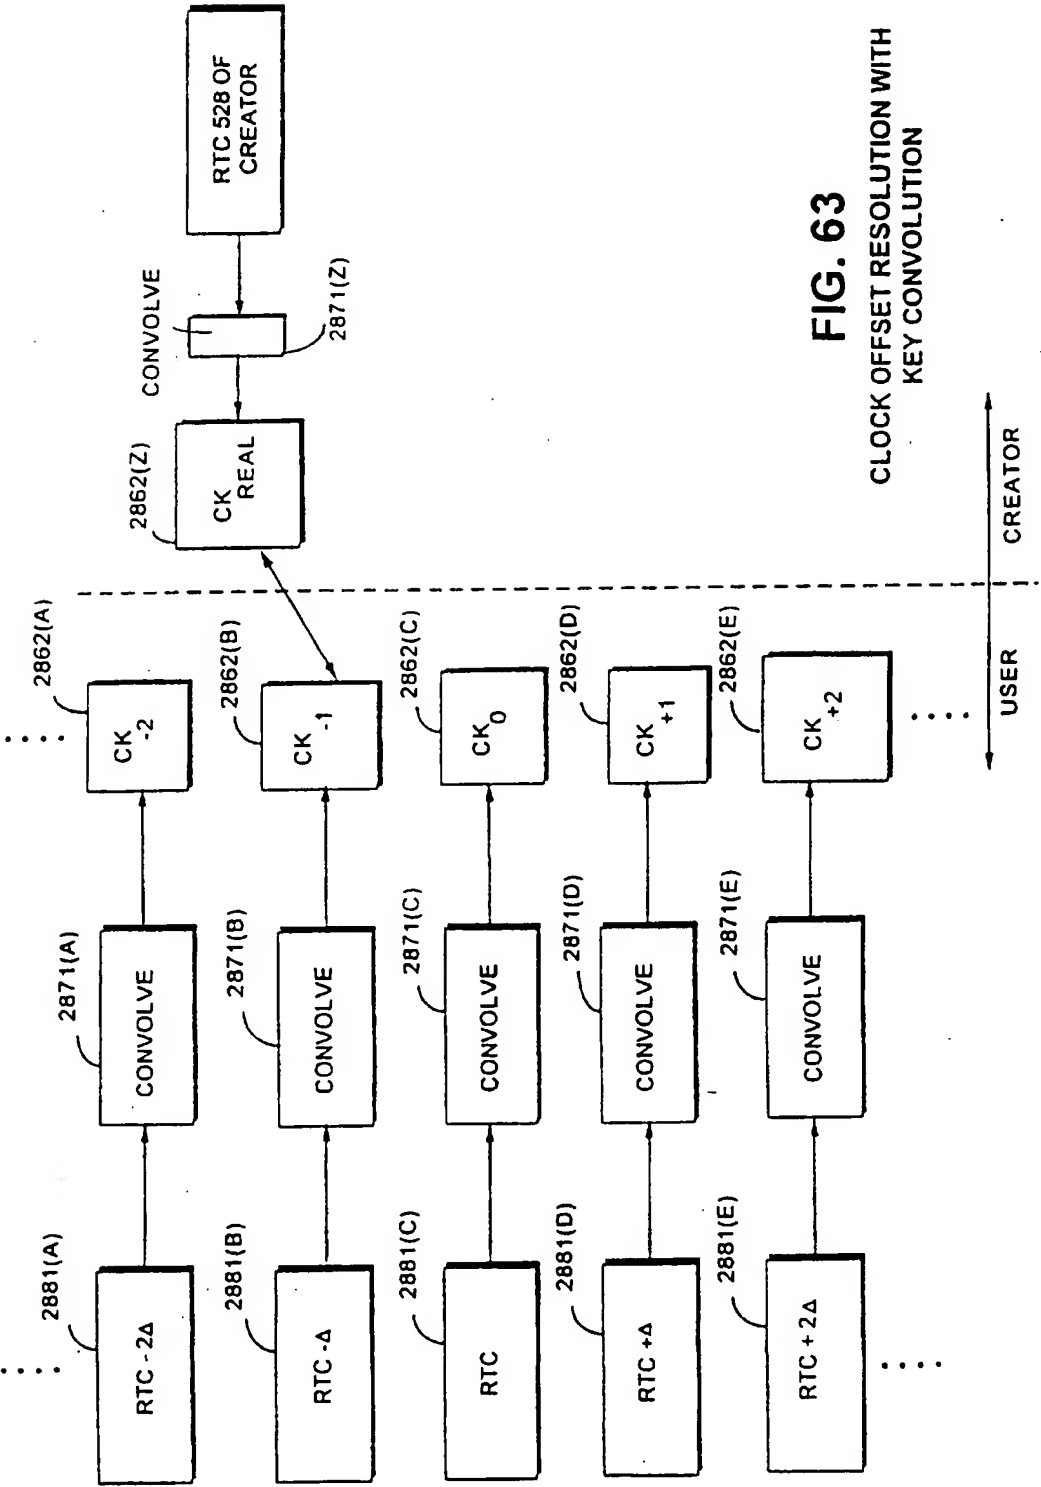 2881(A)
RTC - 2Δ
2871(A)
CONVOLVE
2862(A)
CK -2
2881(B)
RTC -Δ
2871(B)
CONVOLVE
2862(B)
CK -1
2881(C)
RTC
2871(C)
CONVOLVE
2862(C)
CK 0
2881(D)
RTC +Δ
2871(D)
CONVOLVE
2862(D)
CK +1
2881(E)
RTC + 2Δ
2871(E)
CONVOLVE
2862(E)
CK +2
2862(Z)
CK REAL
CONVOLVE
2871(Z)
RTC 528 OF
CREATOR
USER
CREATOR
FIG. 63
CLOCK OFFSET RESOLUTION WITH
KEY CONVOLUTION